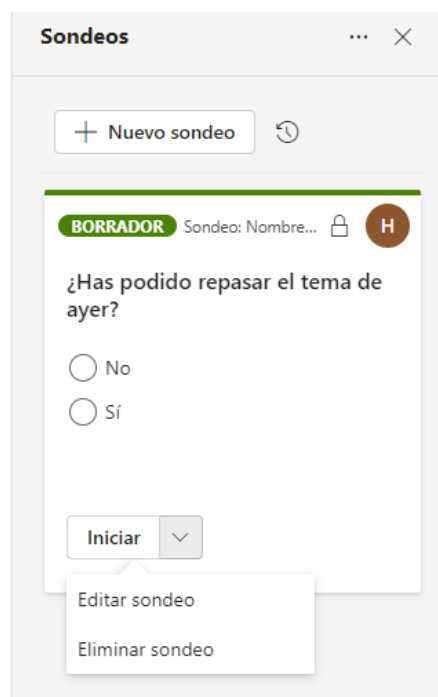 Sondeos
Nuevo sondeo
BORRADOR Sondeo: Nombre... H
¿Has podido repasar el tema de
ayer?
No
Sí
Iniciar
Editar sondeo
Eliminar sondeo